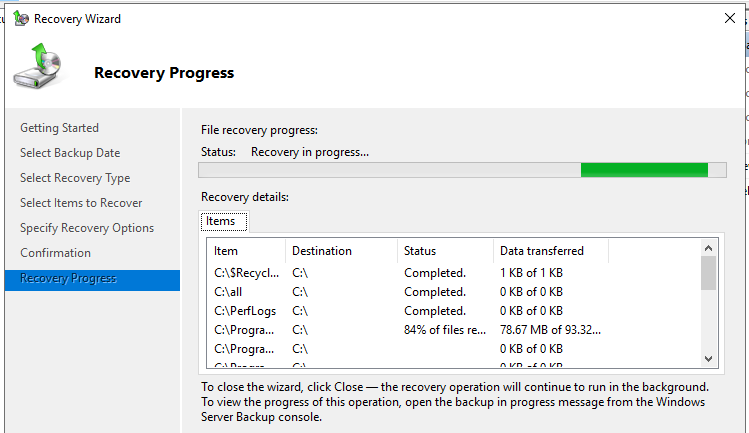 Recovery Wizard
Recovery Progress
Getting Started
Select Backup Date
Select Recovery Type
Select Items to Recover
Specify Recovery Options
Confirmation
Recovery Progress
File recovery progress:
Status: Recovery in progress...
Recovery details:
Items
Item Destination Status Data transferred
C:\$Recycl... C:\ Completed. 1 KB of 1 KB
C:\all C:\ Completed. 0 KB of 0 KB
C:\PerfLogs C:\ Completed. 0 KB of 0 KB
C:\Progra... C:\ 84% of files re... 78.67 MB of 93.32...
C:\Progra... C:\ 0 KB of 0 KB
C:\Progra... C:\ 0 KB of 0 KB
To close the wizard, click Close — the recovery operation will continue to run in the background.
To view the progress of this operation, open the backup in progress message from the Windows
Server Backup console.